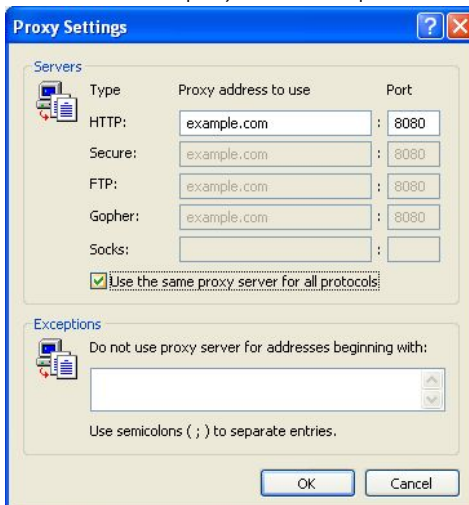 Proxy Settings
Servers
Type Proxy address to use Port
HTTP: example.com : 8080
Secure: example.com : 8080
FTP: example.com : 8080
Gopher: example.com : 8080
Socks: :
Use the same proxy server for all protocols
Exceptions
Do not use proxy server for addresses beginning with:
Use semicolons ( ; ) to separate entries.
OK Cancel